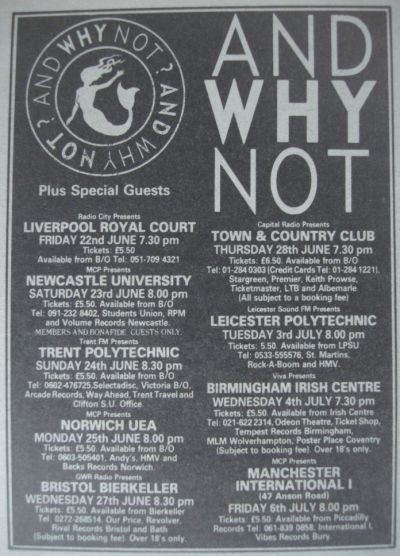 AND WHY NOT? AND WHY NOT?
AND
WHY
NOT
Plus Special Guests
Radio City Presents
LIVERPOOL ROYAL COURT
FRIDAY 22nd JUNE 7.30 pm
Tickets: £5.50
Available from B/O Tel: 051-709 4321
MCP Presents
NEWCASTLE UNIVERSITY
SATURDAY 23rd JUNE 8.00 pm
Tickets: £5.50. Available from B/O
Tel: 091-232 8402, Students Union, RPM
and Volume Records Newcastle.
MEMBERS AND BONAFIDE GUESTS ONLY.
Trent FM Presents
TRENT POLYTECHNIC
SUNDAY 24th JUNE 8.30 pm
Tickets: £5.50. Available from B/O
Tel: 0602-476725, Selectadisc, Victoria B/O,
Arcade Records, Way Ahead, Trent Travel and
Clifton S.U. Office.
MCP Presents
NORWICH UEA
MONDAY 25th JUNE 8.00 pm
Tickets: £5.50. Available from B/O
Tel: 0603-505401, Andy's, HMV and
Backs Records Norwich.
GWR Radio Presents
BRISTOL BIERKELLER
WEDNESDAY 27th JUNE 8.30 pm
Tickets: £5.50. Available from Bierkeller
Tel: 0272-268514, Our Price, Revolver,
Rival Records Bristol and Bath
(Subject to booking fee) Over 18's only.
Capital Radio Presents
TOWN & COUNTRY CLUB
THURSDAY 28th JUNE 7.30 pm
Tickets: £6.50. Available from B/O
Tel: 01-284 0303 (Credit Cards Tel: 01-284 1221),
Stargreen, Premier, Keith Prowse,
Ticketmaster, LTB and Albemarle
(All subject to a booking fee)
Leicester Sound FM Presents
LEICESTER POLYTECHNIC
TUESDAY 3rd JULY 8.00 pm
Tickets: 5.50. Available from LPSU
Tel: 0533-555576, St. Martins,
Rock-A-Boom and HMV.
Viva Presents
BIRMINGHAM IRISH CENTRE
WEDNESDAY 4th JULY 7.30 pm
Tickets: £5.50. Available from Irish Centre
Tel: 021-622 2314, Odeon Theatre, Ticket Shop,
Tempest Records Birmingham,
MLM Wolverhampton, Poster Place Coventry
(Subject to booking fee). Over 18's only.
MCP Presents
MANCHESTER
INTERNATIONAL I
(47 Anson Road)
FRIDAY 6th JULY 8.00 pm
Tickets: £5.50. Available from Piccadilly
Records Tel: 061-839 0858, International I,
Vibes Records Bury.